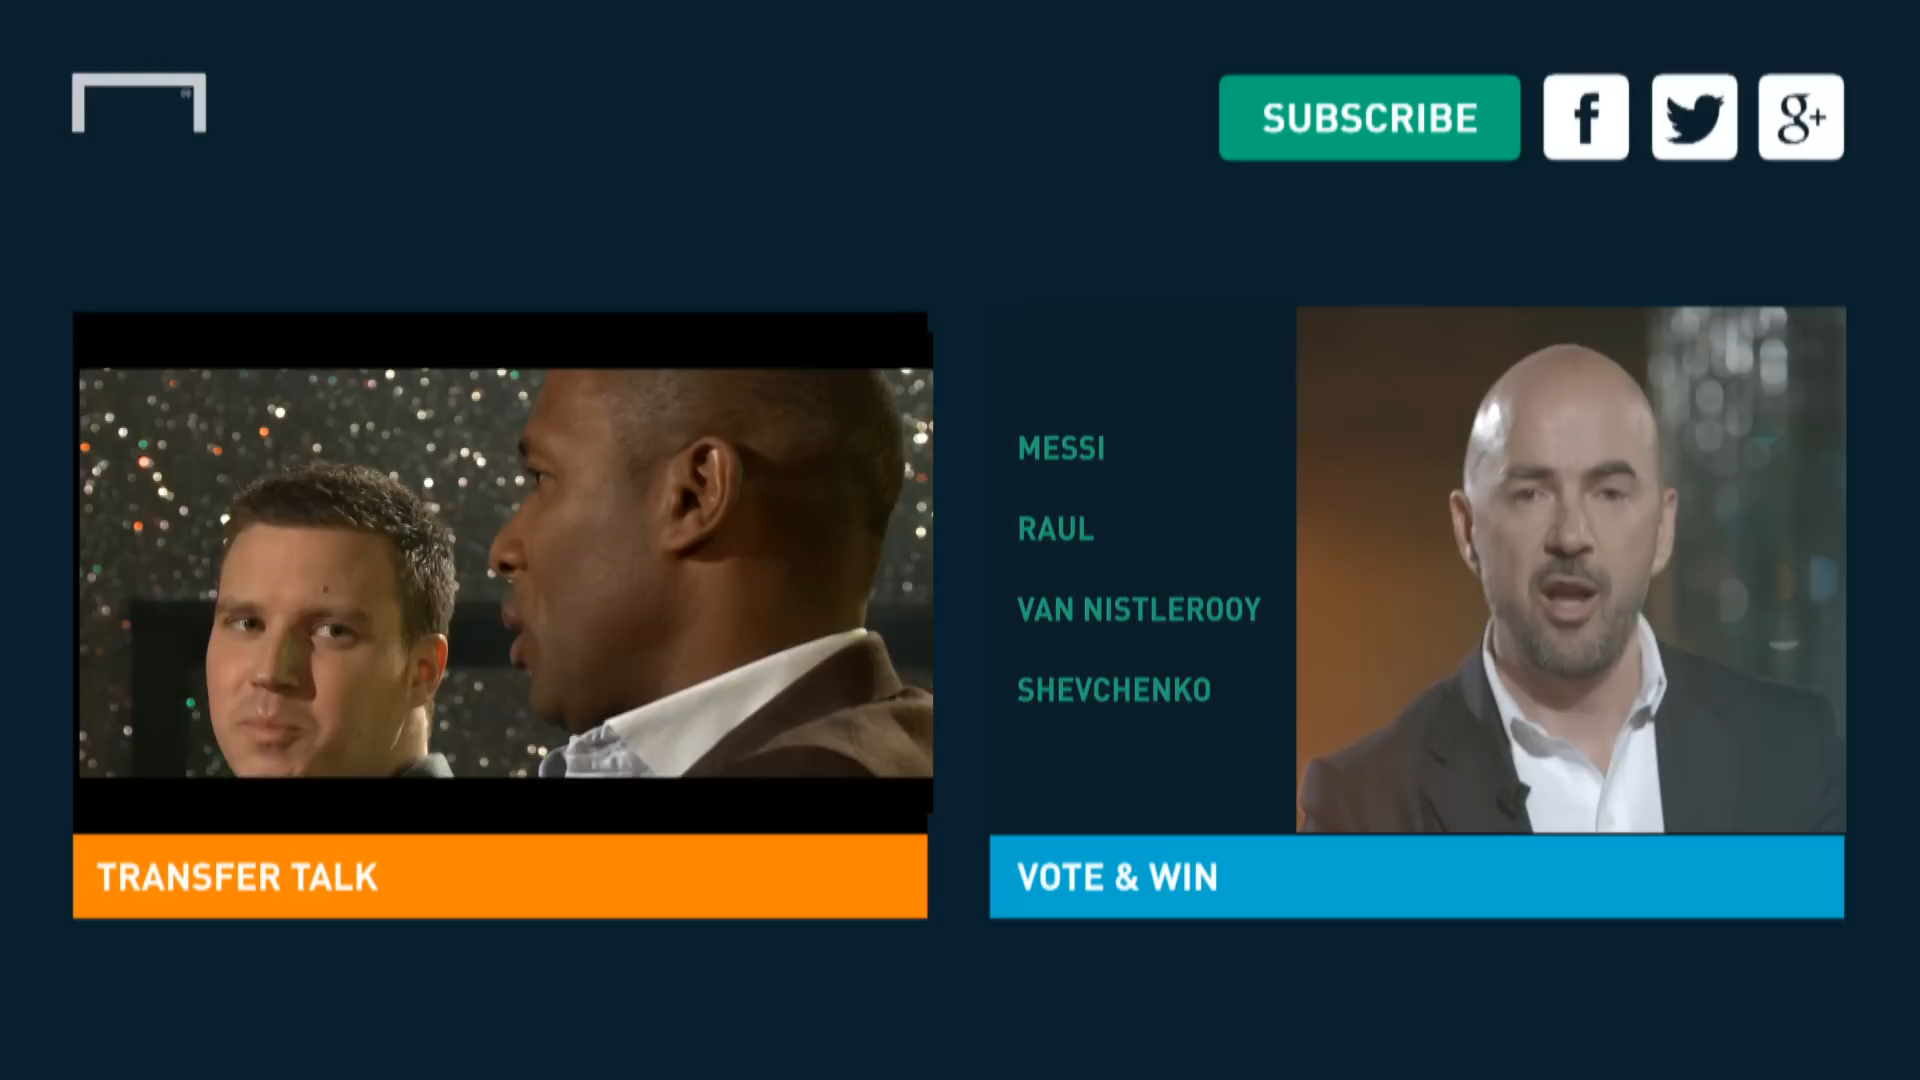 SUBSCRIBE
f
g+
MESSI
RAUL
VAN NISTLEROOY
SHEVCHENKO
TRANSFER TALK
VOTE & WIN